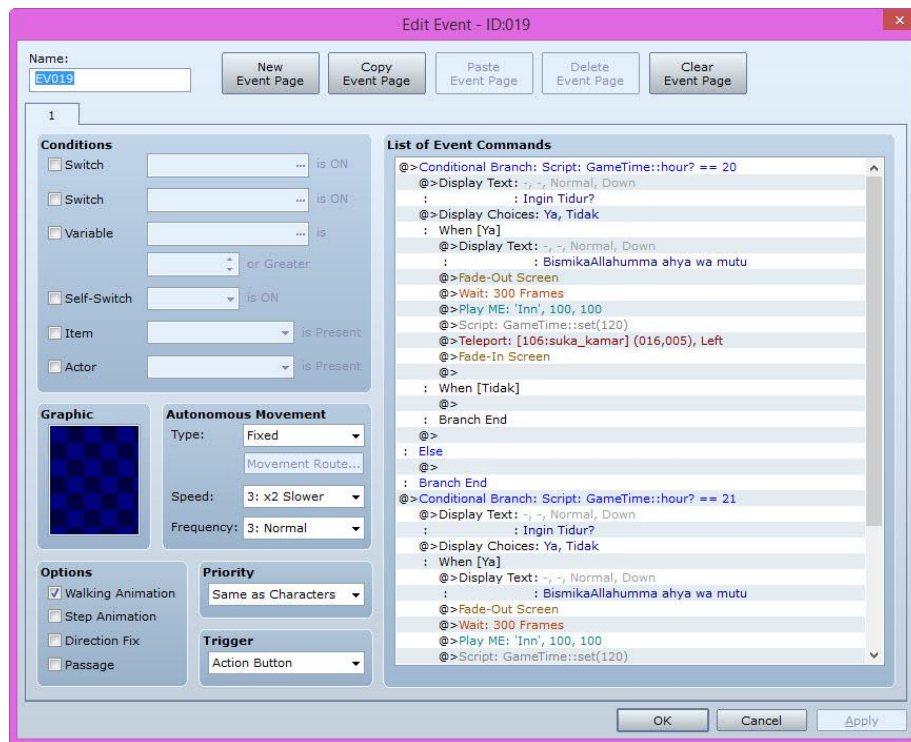 Edit Event - ID:019
Name:
EV019
New Event Page
Copy Event Page
Paste Event Page
Delete Event Page
Clear Event Page
1
Conditions
Switch ... is ON
Switch ... is ON
Variable ... is
or Greater
Self-Switch is ON
Item is Present
Actor is Present
Graphic
Autonomous Movement
Type: Fixed
Movement Route...
Speed: 3: x2 Slower
Frequency: 3: Normal
Options
Walking Animation
Step Animation
Direction Fix
Passage
Priority
Same as Characters
Trigger
Action Button
List of Event Commands
@>Conditional Branch: Script: GameTime::hour? == 20
@>Display Text: -, -, Normal, Down
: : Ingin Tidur?
@>Display Choices: Ya, Tidak
: When [Ya]
@>Display Text: -, -, Normal, Down
: : BismikaAllahumma ahya wa mutu
@>Fade-Out Screen
@>Wait: 300 Frames
@>Play ME: 'Inn', 100, 100
@>Script: GameTime::set(120)
@>Teleport: [106:suka_kamar] (016,005), Left
@>Fade-In Screen
@>
: When [Tidak]
@>
: Branch End
@>
: Else
@>
: Branch End
@>Conditional Branch: Script: GameTime::hour? == 21
@>Display Text: -, -, Normal, Down
: : Ingin Tidur?
@>Display Choices: Ya, Tidak
: When [Ya]
@>Display Text: -, -, Normal, Down
: : BismikaAllahumma ahya wa mutu
@>Fade-Out Screen
@>Wait: 300 Frames
@>Play ME: 'Inn', 100, 100
@>Script: GameTime::set(120)
OK
Cancel
Apply